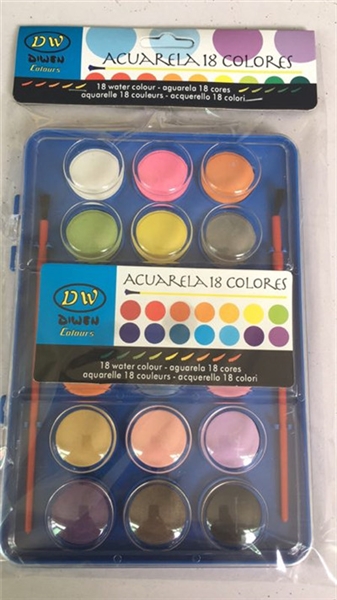 DW
DIWEN
Colours
ACUARELA 18 COLORES
18 water colour - aguarela 18 cores
aquarelle 18 couleurs - acquerello 18 colori
DW
DIWEN
Colours
ACUARELA 18 COLORES
18 water colour - aguarela 18 cores
aquarelle 18 couleurs - acquerello 18 colori